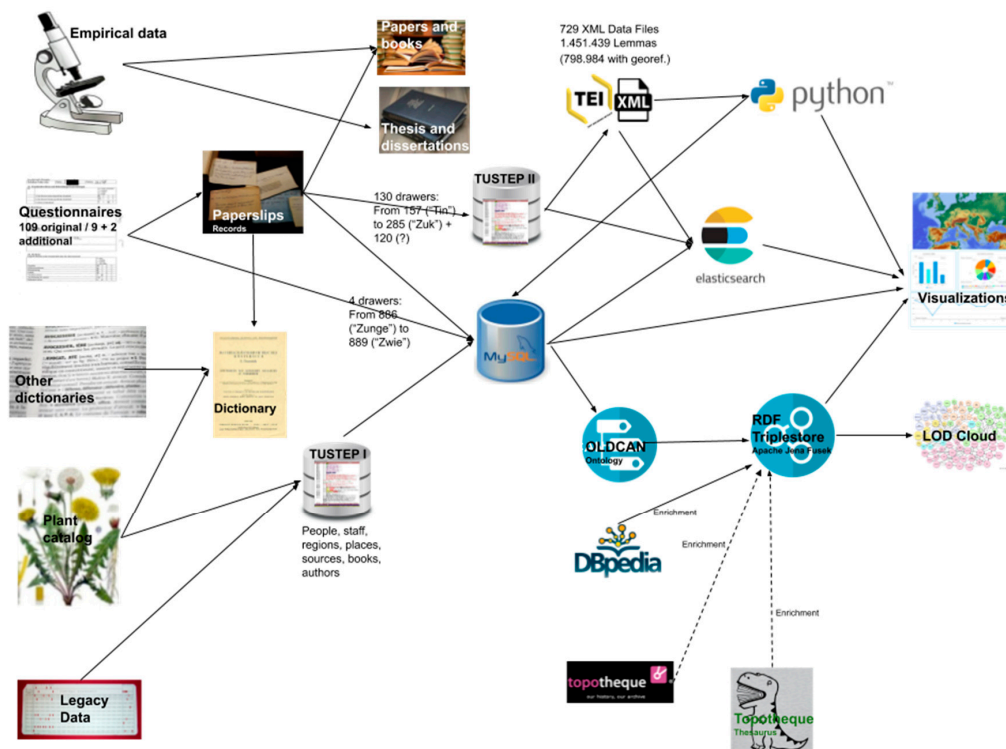 Empirical data
Papers and
books
Thesis and
dissertations
729 XML Data Files
1.451.439 Lemmas
(798.984 with georef.)
TEI
XML
python™
Questionnaires
109 original / 9 + 2
additional
Paperslips
Records
130 drawers:
From 157 ("Tin")
to 285 ("Zuk") +
120 (?)
TUSTEP II
elasticsearch
Visualizations
4 drawers:
From 886
("Zunge") to
889 ("Zwie")
MySQL
Other
dictionaries
Dictionary
OLDCAN
Ontology
RDF
Triplestore
Apache Jena Fusek
LOD Cloud
TUSTEP I
People, staff,
regions, places,
sources, books,
authors
Plant
catalog
Enrichment
DBpedia
Enrichment
Enrichment
topotheque
our history, our archive
Topotheque
Thesaurus
Legacy
Data